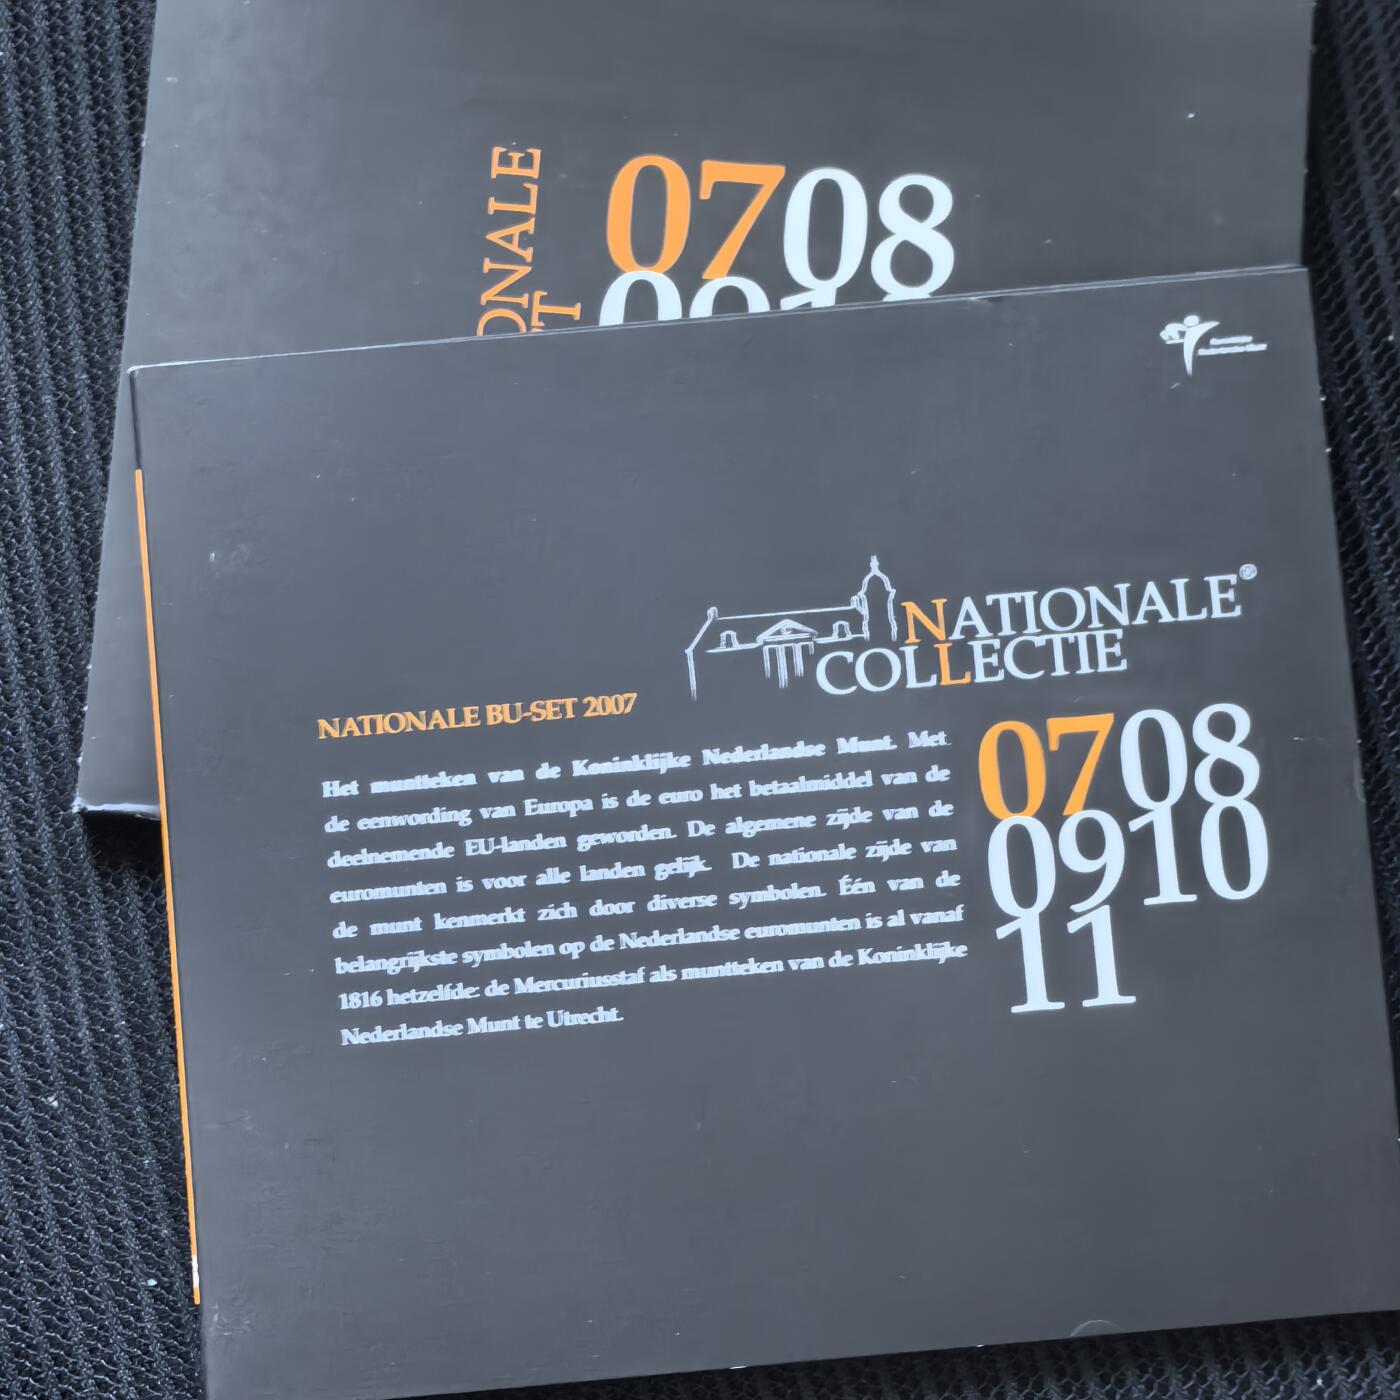 ONALE
0708
NATIONALE®
COLLECTIE
NATIONALE BU-SET 2007
Het muntteken van de Koninklijke Nederlandse Munt. Met
de eenwording van Europa is de euro het betaalmiddel van de
deelnemende EU-landen geworden. De algemene zijde van de
euromunten is voor alle landen gelijk. De nationale zijde van
de munt kenmerkt zich door diverse symbolen. Één van de
belangrijkste symbolen op de Nederlandse euromunten is al vanaf
1816 hetzelfde: de Mercuriusstaf als muntteken van de Koninklijke
Nederlandse Munt te Utrecht.
0708
0910
11